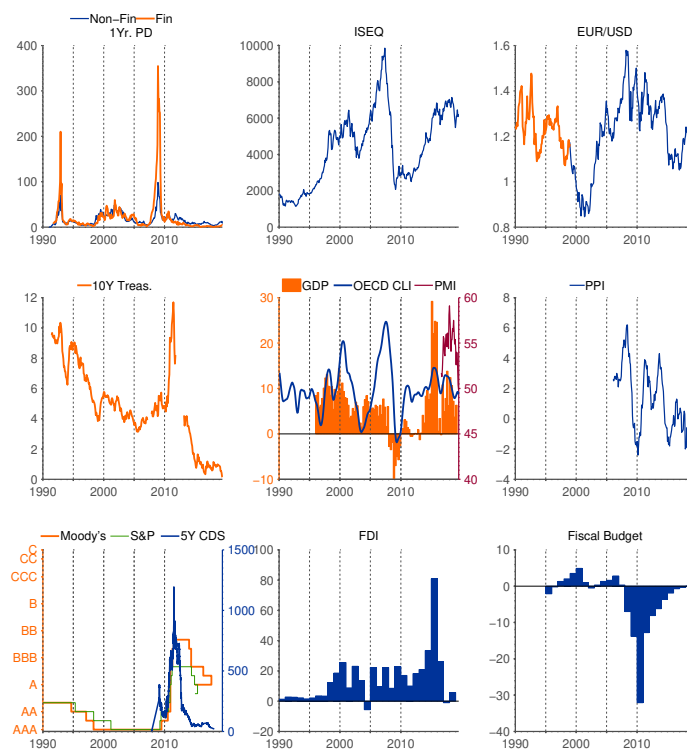 Non−Fin Fin
1Yr. PD
ISEQ
EUR/USD
400
300
200
100
0
1990 2000 2010
10000
8000
6000
4000
2000
0
1990 2000 2010
1.6
1.4
1.2
1
0.8
1990 2000 2010
10Y Treas.
GDP OECD CLI PMI
PPI
12
10
8
6
4
2
0
1990 2000 2010
30
20
10
0
−10
60
55
50
45
40
1990 2000 2010
8
6
4
2
0
−2
−4
1990 2000 2010
Moody's S&P 5Y CDS
FDI
Fiscal Budget
C
CC
CCC
B
BB
BBB
A
AA
AAA
1500
1000
500
0
1990 2000 2010
100
80
60
40
20
0
−20
1990 2000 2010
10
0
−10
−20
−30
−40
1990 2000 2010